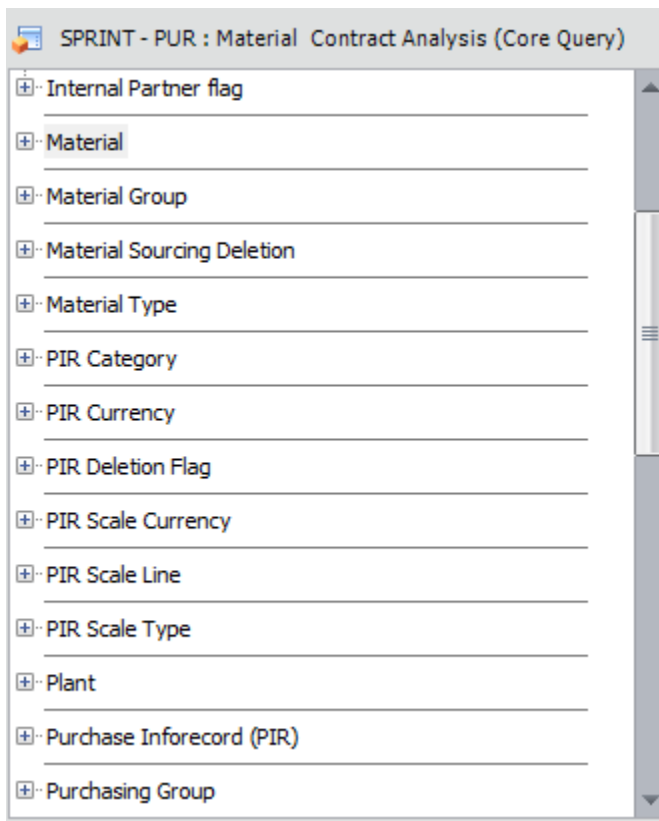 SPRINT - PUR : Material Contract Analysis (Core Query)
Internal Partner flag
Material
Material Group
Material Sourcing Deletion
Material Type
PIR Category
PIR Currency
PIR Deletion Flag
PIR Scale Currency
PIR Scale Line
PIR Scale Type
Plant
Purchase Inforecord (PIR)
Purchasing Group